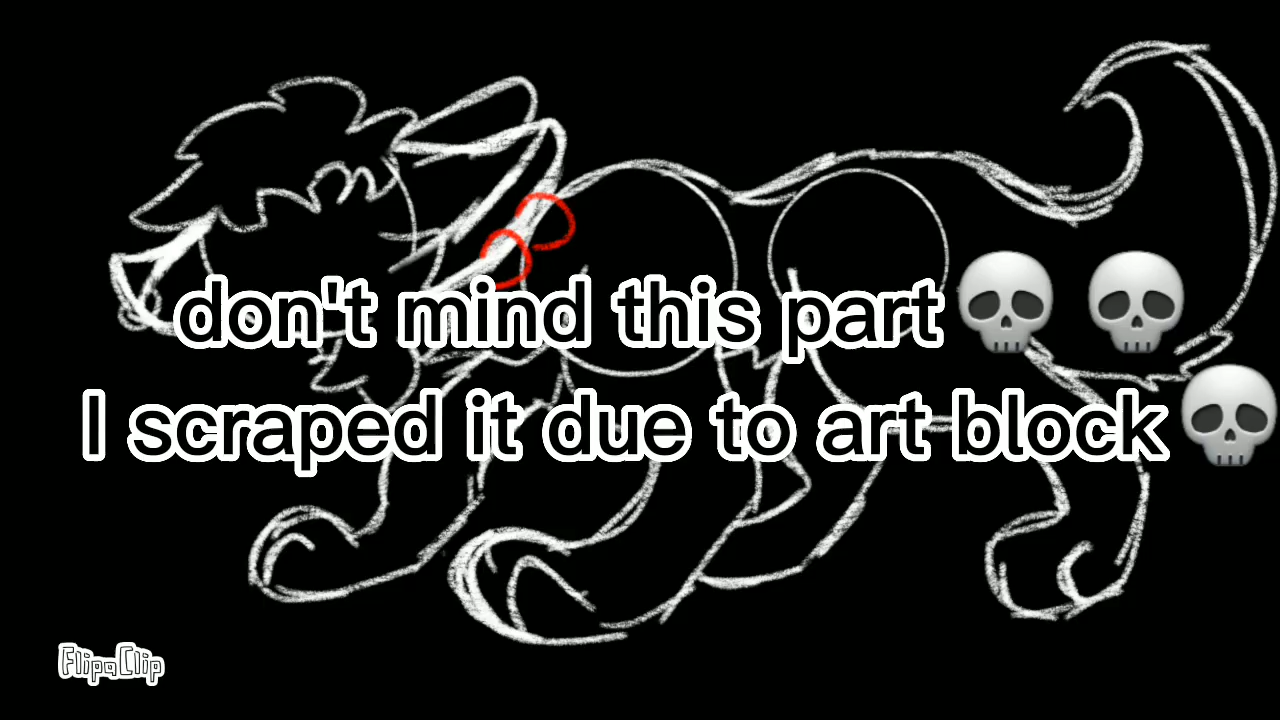 don't mind this part💀 💀
I scraped it due to art block💀
FlipaClip